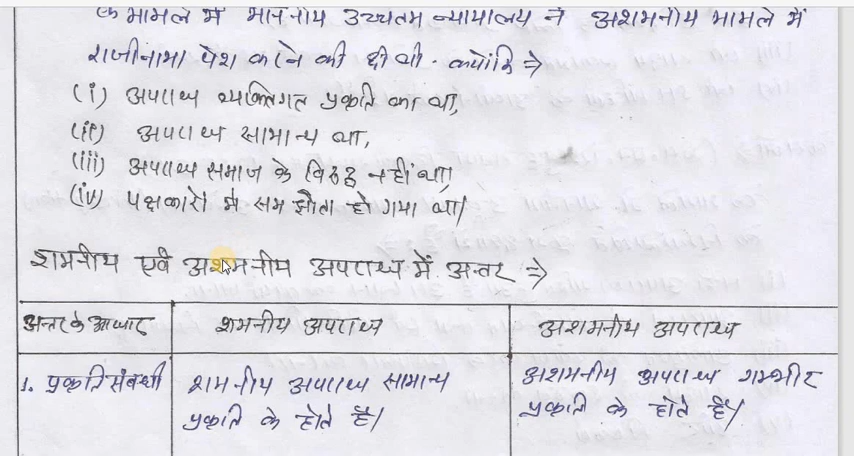 के मामले में माननीय उच्चतम न्यायालय ने अशमनीय मामले में
राजीनामा पेश करने की दी थी. क्योंकि ⇒
(i) अपराध व्यक्तिगत प्रकृति का था,
(ii) अपराध सामान्य था,
(iii) अपराध समाज के विरुद्ध नहीं था,
(iv) पक्षकारों में समझौता हो गया था।
शमनीय एवं अशमनीय अपराध में अन्तर ⇒
अन्तर के आधार शमनीय अपराध अशमनीय अपराध
1. प्रकृति संबंधी शमनीय अपराध सामान्य अशमनीय अपराध गम्भीर
प्रकृति के होते हैं। प्रकृति के होते हैं।